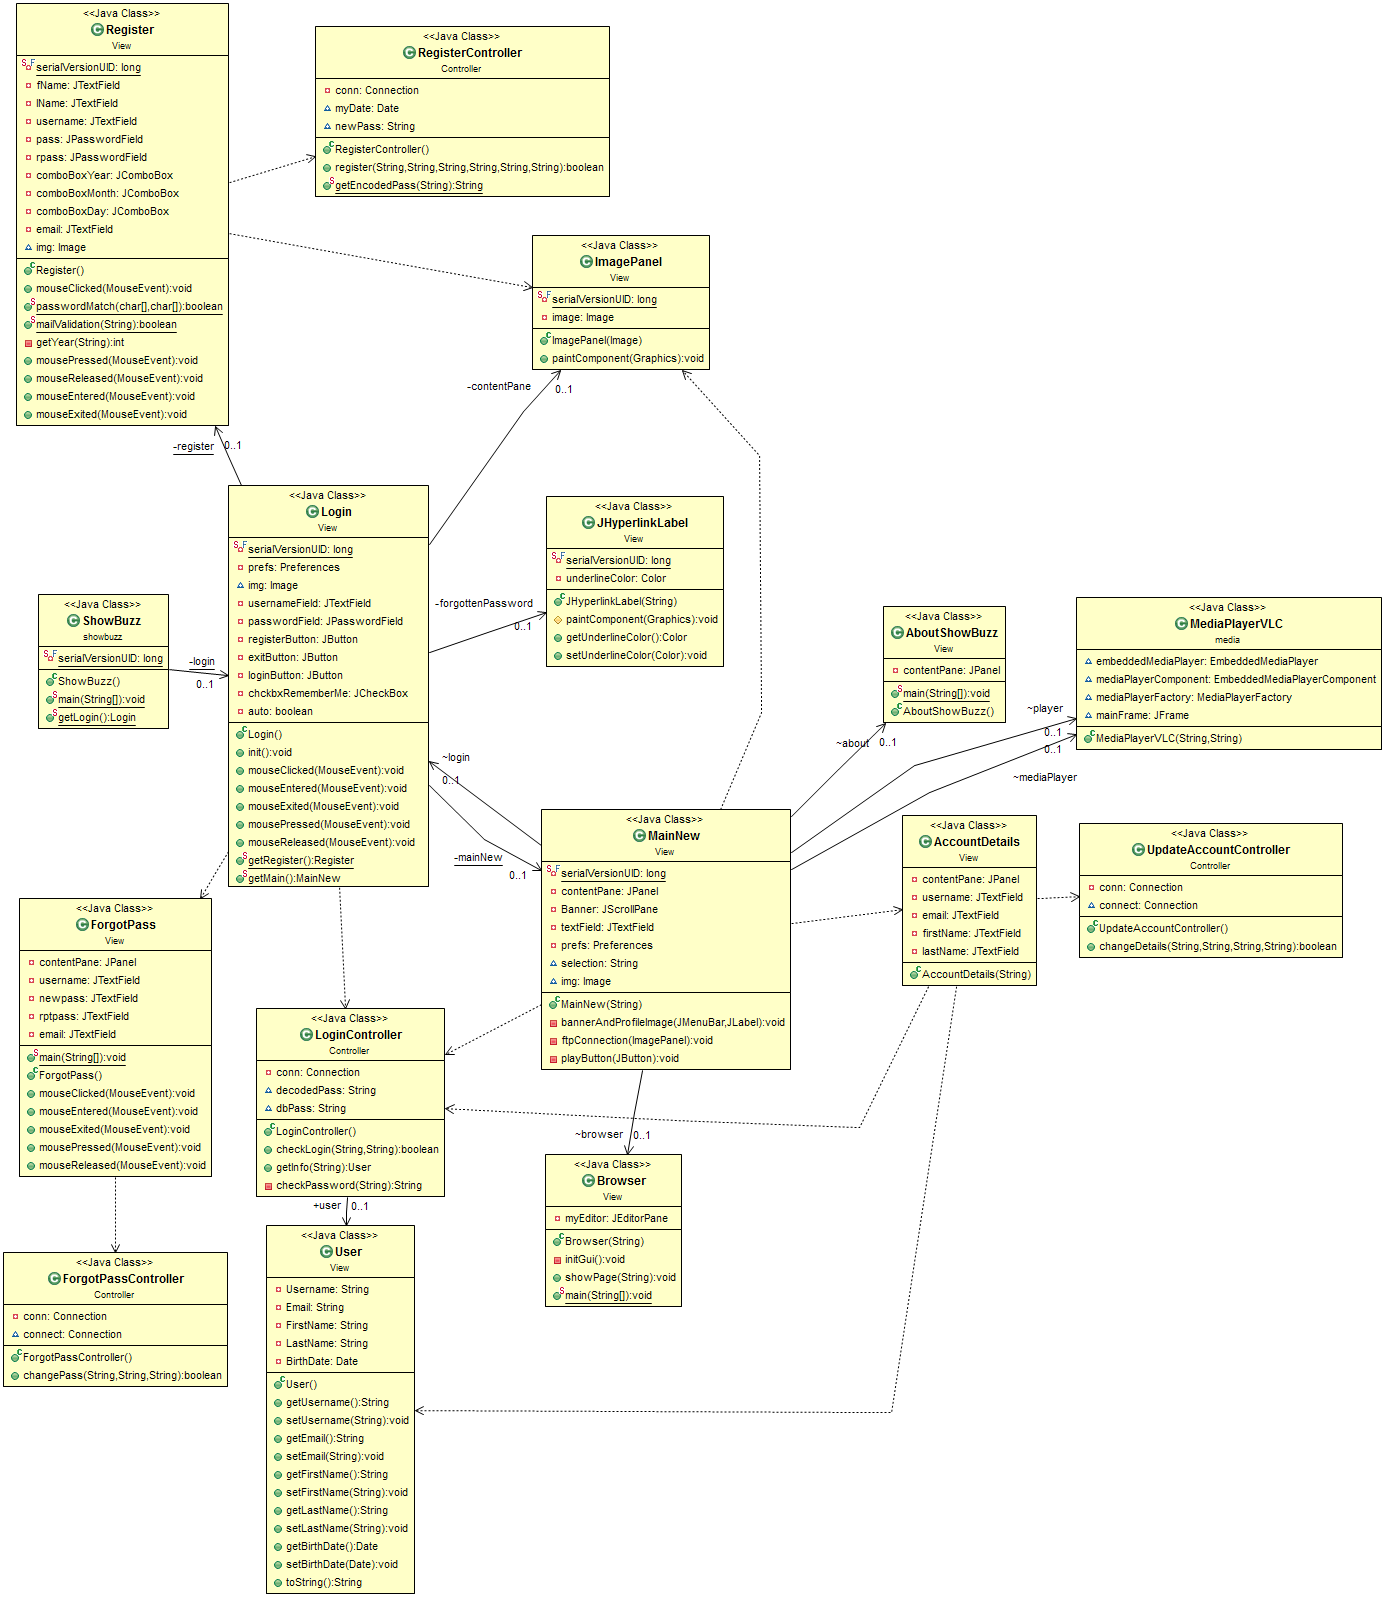 <<Java Class>>
Register
View
serialVersionUID: long
fName: JTextField
lName: JTextField
username: JTextField
pass: JPasswordField
rpass: JPasswordField
comboBoxYear: JComboBox
comboBoxMonth: JComboBox
comboBoxDay: JComboBox
email: JTextField
img: Image
Register()
mouseClicked(MouseEvent):void
passwordMatch(char[],char[]):boolean
mailValidation(String):boolean
getYear(String):int
mousePressed(MouseEvent):void
mouseReleased(MouseEvent):void
mouseEntered(MouseEvent):void
mouseExited(MouseEvent):void
<<Java Class>>
RegisterController
Controller
conn: Connection
myDate: Date
newPass: String
RegisterController()
register(String,String,String,String,String,String):boolean
getEncodedPass(String):String
<<Java Class>>
ImagePanel
View
serialVersionUID: long
image: Image
ImagePanel(Image)
paintComponent(Graphics):void
-contentPane
0..1
-register
0..1
<<Java Class>>
Login
View
serialVersionUID: long
prefs: Preferences
img: Image
usernameField: JTextField
passwordField: JPasswordField
registerButton: JButton
exitButton: JButton
loginButton: JButton
chckbxRememberMe: JCheckBox
auto: boolean
Login()
init():void
mouseClicked(MouseEvent):void
mouseEntered(MouseEvent):void
mouseExited(MouseEvent):void
mousePressed(MouseEvent):void
mouseReleased(MouseEvent):void
getRegister():Register
getMain():MainNew
<<Java Class>>
JHyperlinkLabel
View
serialVersionUID: long
underlineColor: Color
JHyperlinkLabel(String)
paintComponent(Graphics):void
getUnderlineColor():Color
setUnderlineColor(Color):void
-forgottenPassword
0..1
<<Java Class>>
ShowBuzz
showbuzz
serialVersionUID: long
ShowBuzz()
main(String[]):void
getLogin():Login
-login
0..1
<<Java Class>>
AboutShowBuzz
View
contentPane: JPanel
main(String[]):void
AboutShowBuzz()
~about
0..1
<<Java Class>>
MediaPlayerVLC
media
embeddedMediaPlayer: EmbeddedMediaPlayer
mediaPlayerComponent: EmbeddedMediaPlayerComponent
mediaPlayerFactory: MediaPlayerFactory
mainFrame: JFrame
MediaPlayerVLC(String,String)
~player
0..1
0..1
~mediaPlayer
~login
0..1
-mainNew
0..1
<<Java Class>>
MainNew
View
serialVersionUID: long
contentPane: JPanel
Banner: JScrollPane
textField: JTextField
prefs: Preferences
selection: String
img: Image
MainNew(String)
bannerAndProfileImage(JMenuBar,JLabel):void
ftpConnection(ImagePanel):void
playButton(JButton):void
<<Java Class>>
AccountDetails
View
contentPane: JPanel
username: JTextField
email: JTextField
firstName: JTextField
lastName: JTextField
AccountDetails(String)
<<Java Class>>
UpdateAccountController
Controller
conn: Connection
connect: Connection
UpdateAccountController()
changeDetails(String,String,String,String):boolean
<<Java Class>>
ForgotPass
View
contentPane: JPanel
username: JTextField
newpass: JTextField
rptpass: JTextField
email: JTextField
main(String[]):void
ForgotPass()
mouseClicked(MouseEvent):void
mouseEntered(MouseEvent):void
mouseExited(MouseEvent):void
mousePressed(MouseEvent):void
mouseReleased(MouseEvent):void
<<Java Class>>
LoginController
Controller
conn: Connection
decodedPass: String
dbPass: String
LoginController()
checkLogin(String,String):boolean
getInfo(String):User
checkPassword(String):String
+user
0..1
~browser
0..1
<<Java Class>>
Browser
View
myEditor: JEditorPane
Browser(String)
initGui():void
showPage(String):void
main(String[]):void
<<Java Class>>
ForgotPassController
Controller
conn: Connection
connect: Connection
ForgotPassController()
changePass(String,String,String):boolean
<<Java Class>>
User
View
Username: String
Email: String
FirstName: String
LastName: String
BirthDate: Date
User()
getUsername():String
setUsername(String):void
getEmail():String
setEmail(String):void
getFirstName():String
setFirstName(String):void
getLastName():String
setLastName(String):void
getBirthDate():Date
setBirthDate(Date):void
toString():String